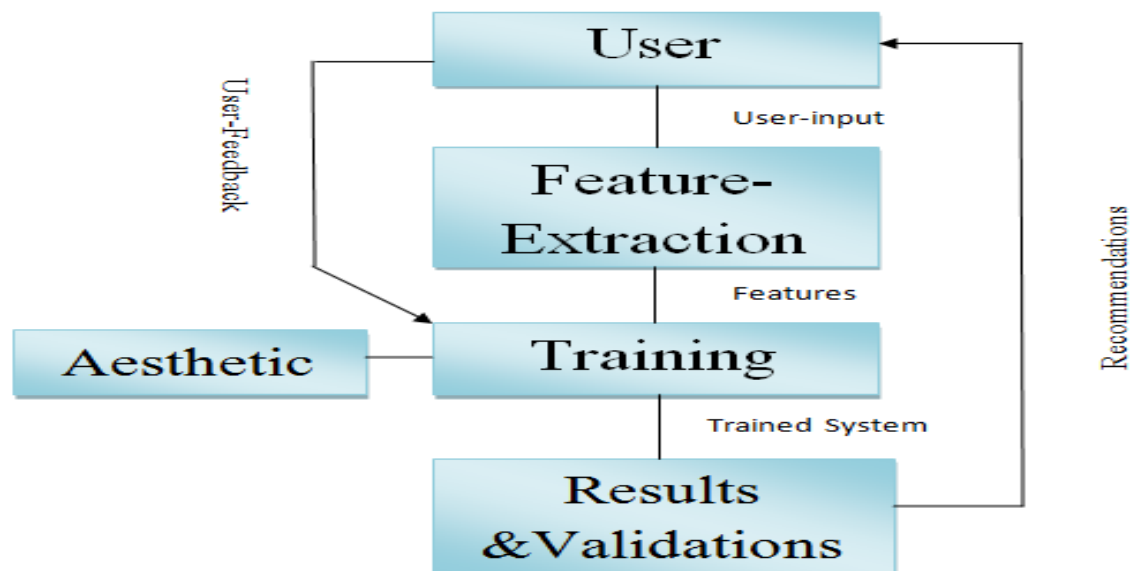 User
User-Feedback
User-input
Feature-
Extraction
Recommendations
Features
Aesthetic
Training
Trained System
Results
&Validations